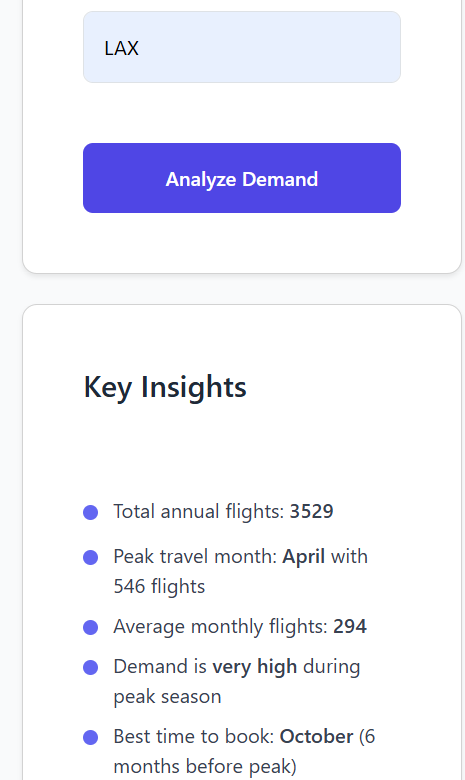 LAX
Analyze Demand
Key Insights
Total annual flights: 3529
Peak travel month: April with
546 flights
Average monthly flights: 294
Demand is very high during
peak season
Best time to book: October (6
months before peak)